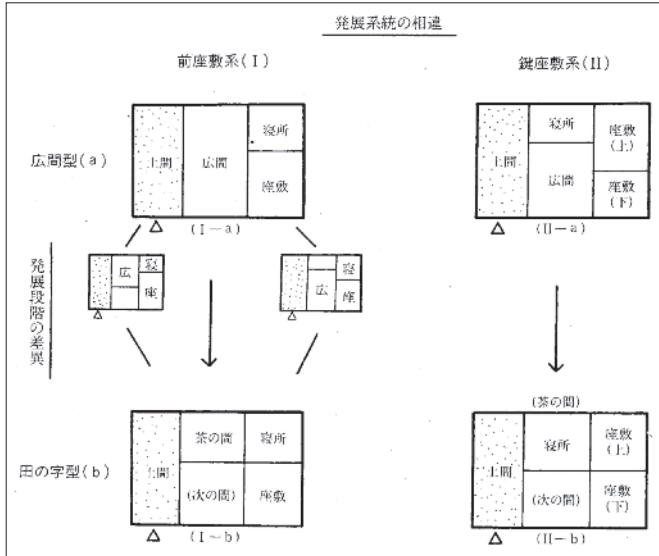 発展系統の相違
前座敷系(I)
鍵座敷系(II)
広間型(a)
土間
広間
寝所
座敷
(I-a)
土間
寝所
広間
座敷
(上)
座敷
(下)
(II-a)
発展段階の差異
広
寝
座
広
寝
座
田の字型(b)
土間
茶の間
寝所
(次の間)
座敷
(I-b)
(茶の間)
土間
寝所
(次の間)
座敷
(上)
座敷
(下)
(II-b)